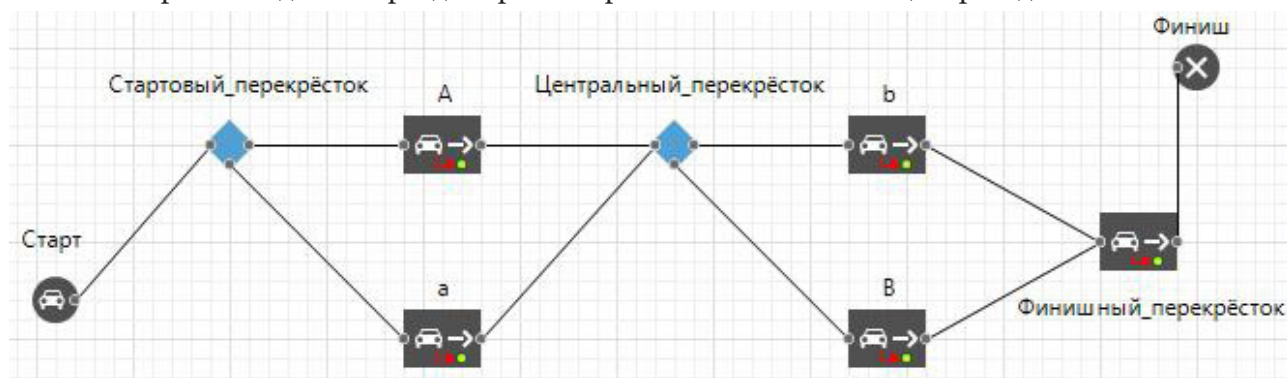 Финиш
Стартовый_перекрёсток
A
Центральный_перекрёсток
b
Старт
a
B
Финишный_перекрёсток